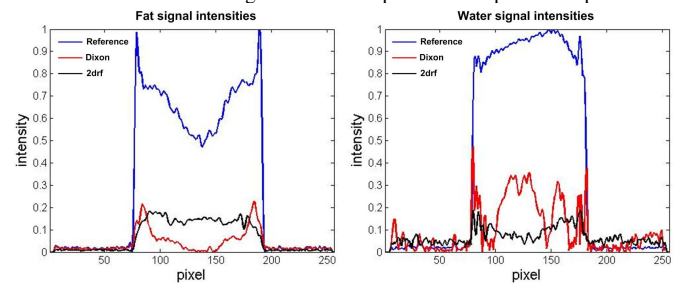 Fat signal intensities
1
0.9
0.8
0.7
0.6
0.5
0.4
0.3
0.2
0.1
0
intensity
Reference
Dixon
2drf
50
100
150
200
250
pixel
Water signal intensities
1
0.9
0.8
0.7
0.6
0.5
0.4
0.3
0.2
0.1
0
intensity
Reference
Dixon
2drf
50
100
150
200
250
pixel